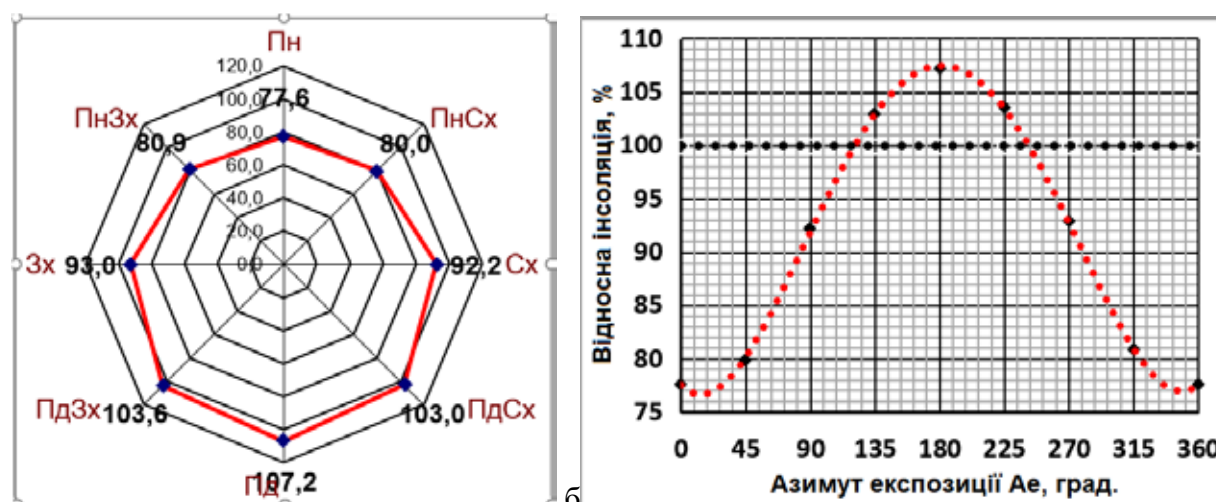 Пн
120,0
100,0
77,6
80,0
60,0
40,0
20,0
0,0
ПнЗх
80,9
ПнСх
80,0
Зх 93,0
92,2 Сх
ПдЗх 103,6
103,0 ПдСх
107,2
Пд
б
110
105
100
95
90
85
80
75
0 45 90 135 180 225 270 315 360
Відносна інсоляція, %
Азимут експозиції Ае, град.